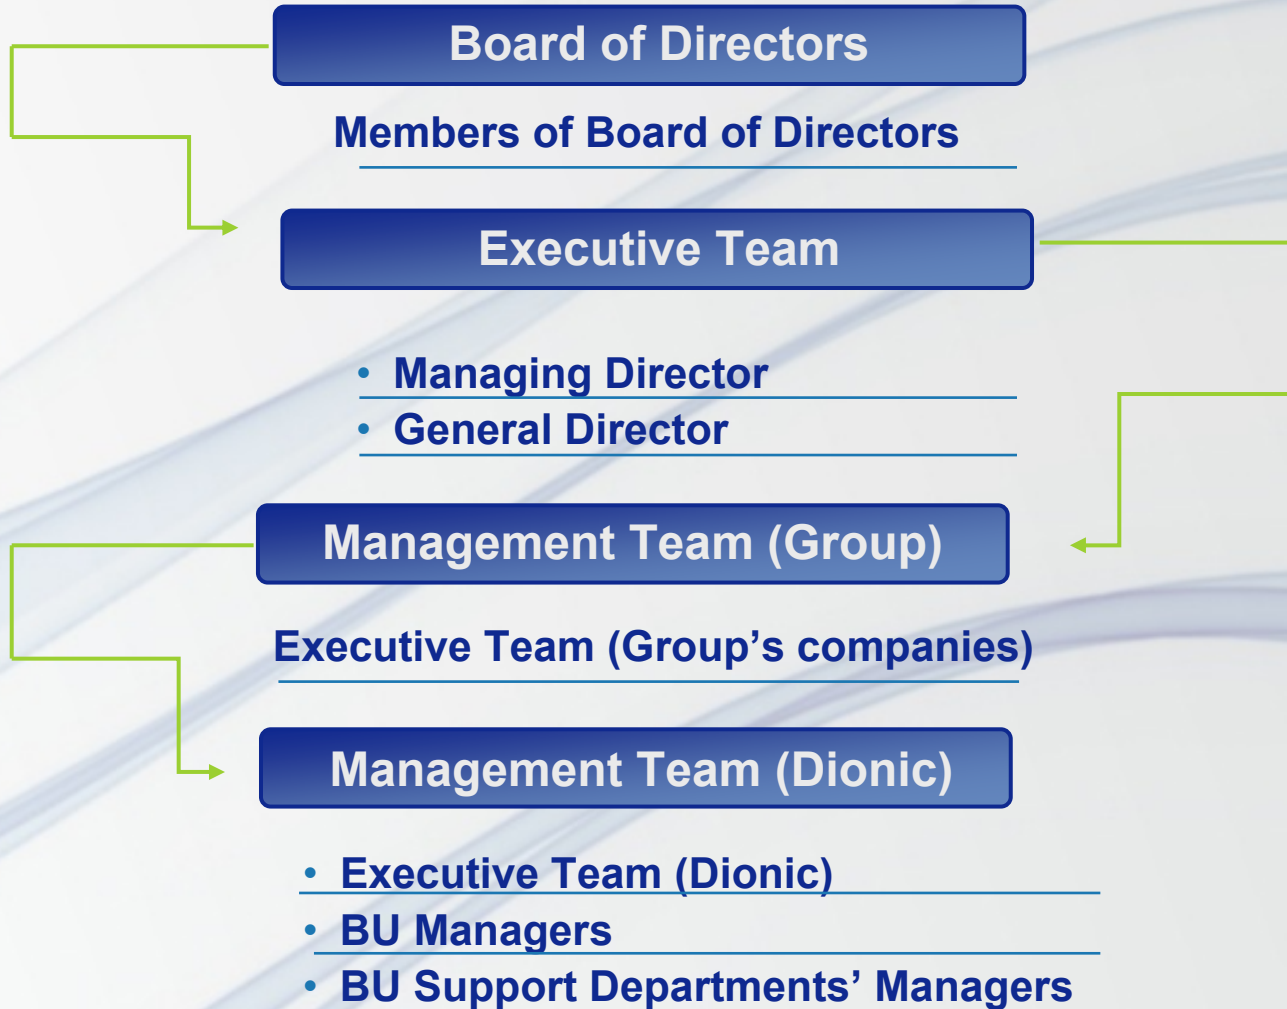 Board of Directors
Members of Board of Directors
Executive Team
• Managing Director
• General Director
Management Team (Group)
Executive Team (Group’s companies)
Management Team (Dionic)
• Executive Team (Dionic)
• BU Managers
• BU Support Departments’ Managers